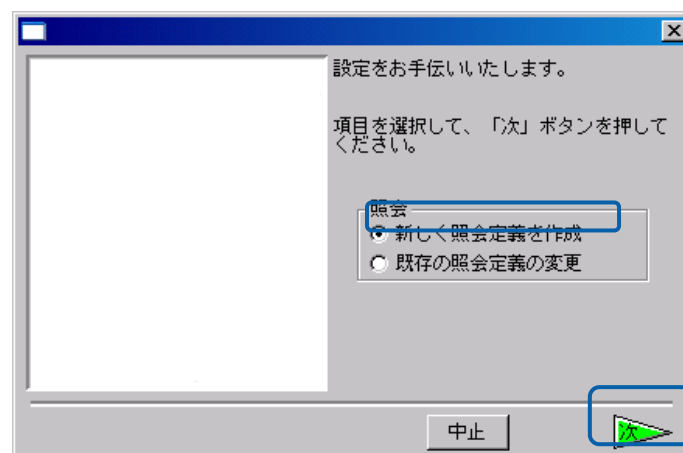 設定をお手伝いいたします。
項目を選択して、「次」ボタンを押して
ください。
照会
新しく照会定義を作成
既存の照会定義の変更
中止
次